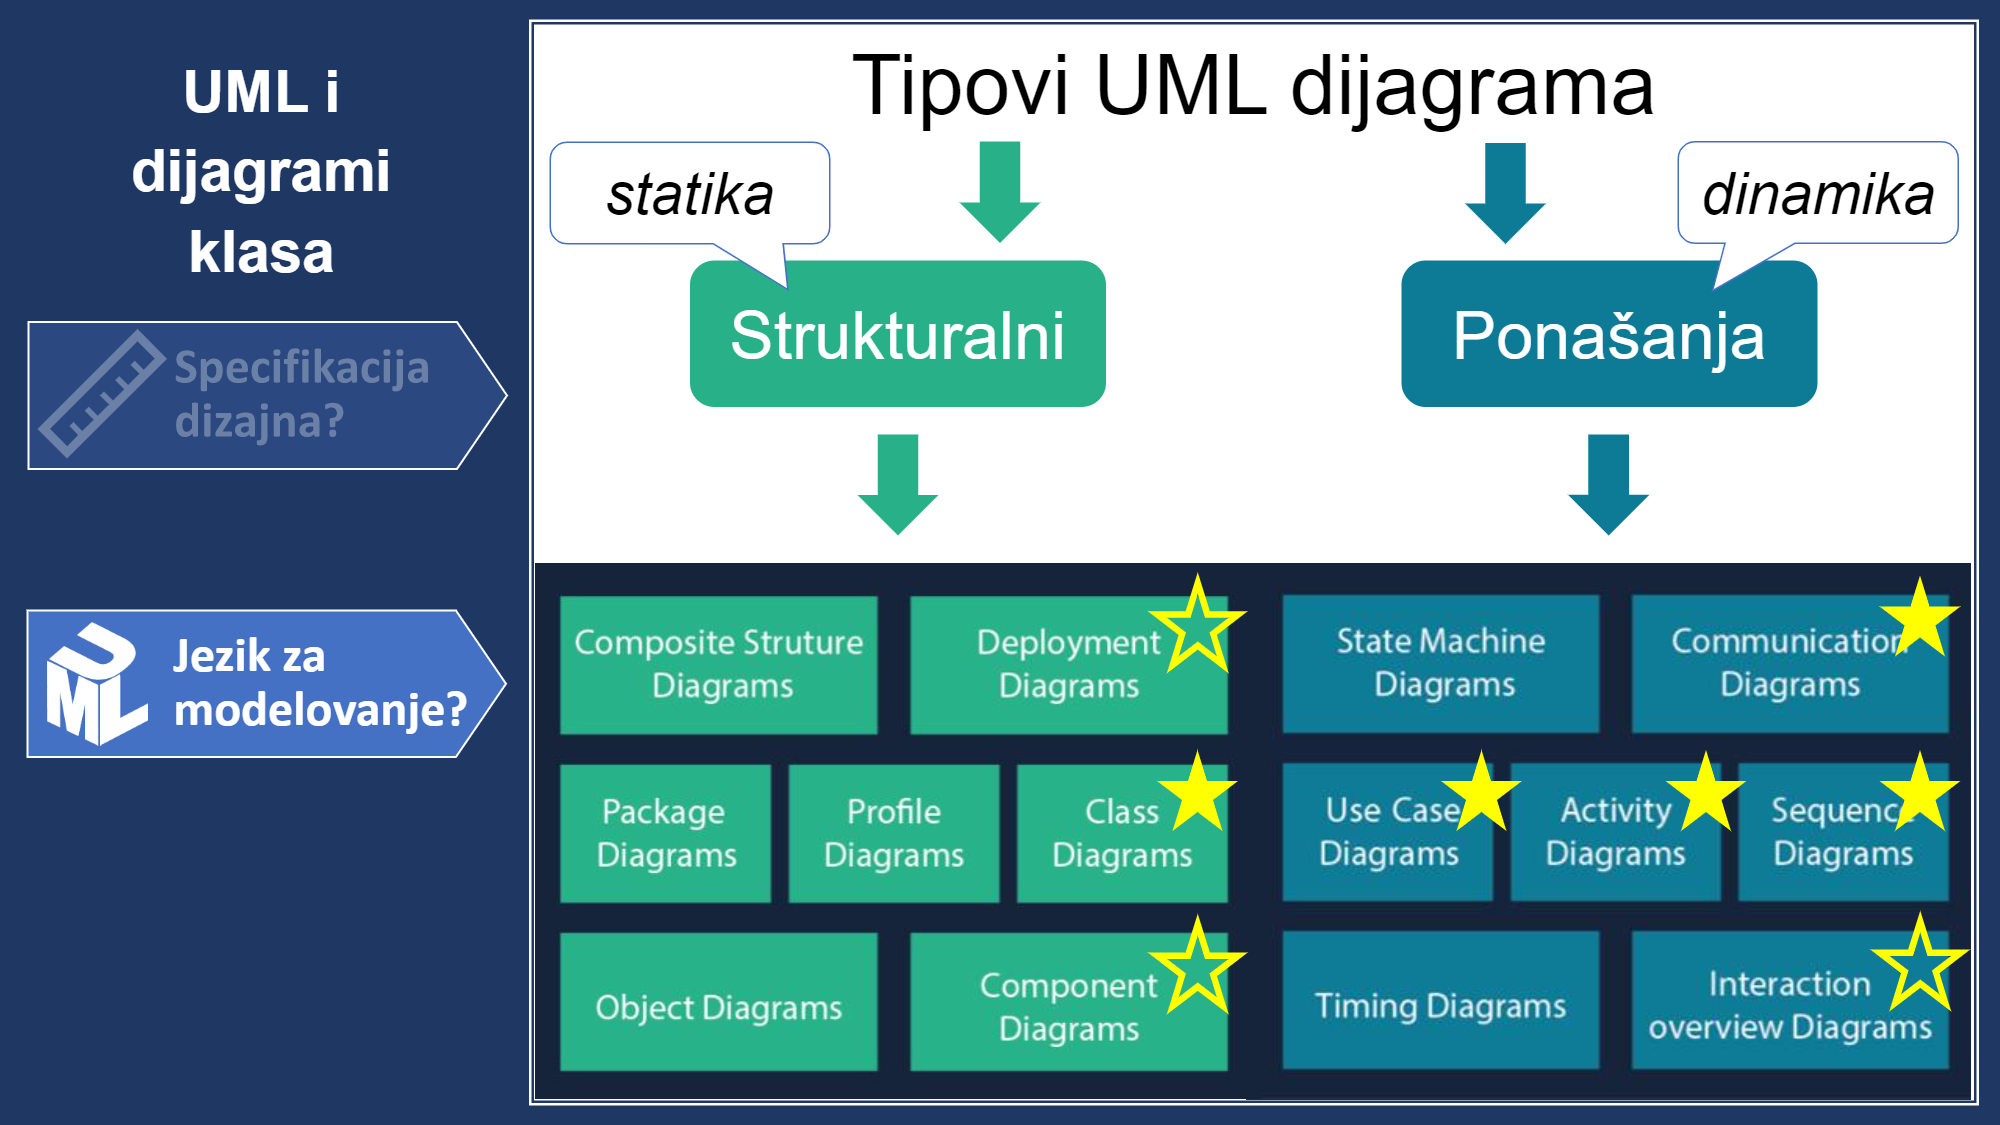 UML i
dijagrami
klasa
Specifikacija
dizajna?
UML
Jezik za
modelovanje?
Tipovi UML dijagrama
statika
dinamika
Strukturalni
Ponašanja
Composite Struture
Diagrams
Deployment
Diagrams
State Machine
Diagrams
Communication
Diagrams
Package
Diagrams
Profile
Diagrams
Class
Diagrams
Use Case
Diagrams
Activity
Diagrams
Sequence
Diagrams
Object Diagrams
Component
Diagrams
Timing Diagrams
Interaction
overview Diagrams